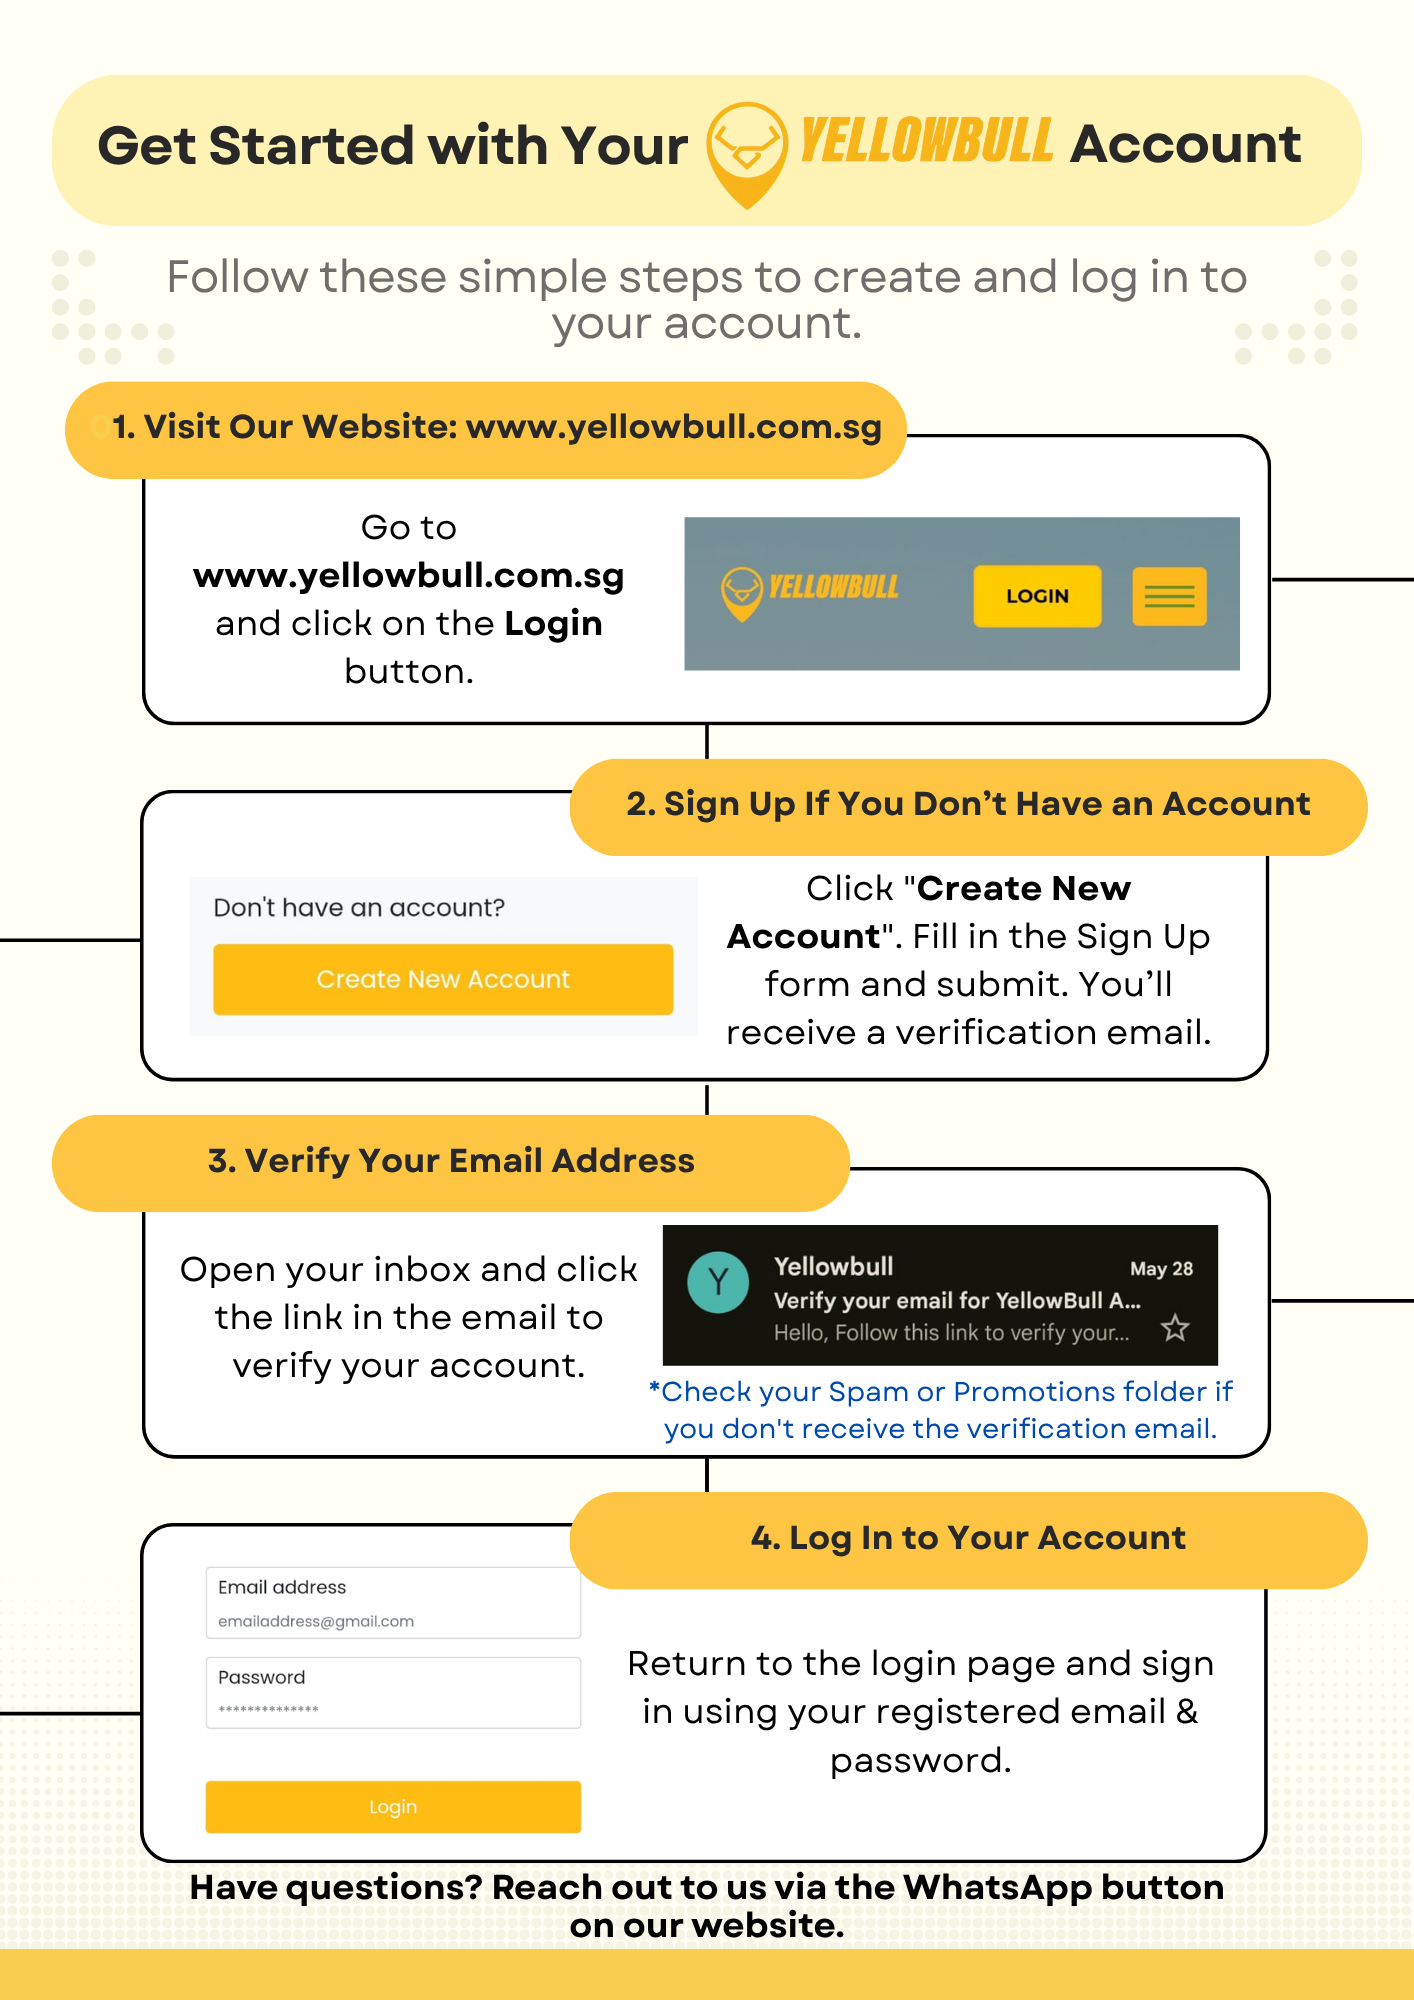 Get Started with Your YELLOWBULL Account
Follow these simple steps to create and log in to
your account.
01. Visit Our Website: www.yellowbull.com.sg
Go to
www.yellowbull.com.sg
and click on the Login
button.
YELLOWBULL
LOGIN
2. Sign Up If You Don’t Have an Account
Don't have an account?
Create New Account
Click "Create New
Account". Fill in the Sign Up
form and submit. You’ll
receive a verification email.
3. Verify Your Email Address
Open your inbox and click
the link in the email to
verify your account.
Y
Yellowbull
May 28
Verify your email for YellowBull A...
Hello, Follow this link to verify your...
*Check your Spam or Promotions folder if
you don't receive the verification email.
4. Log In to Your Account
Email address
emailaddress@gmail.com
Password
**************
Login
Return to the login page and sign
in using your registered email &
password.
Have questions? Reach out to us via the WhatsApp button
on our website.